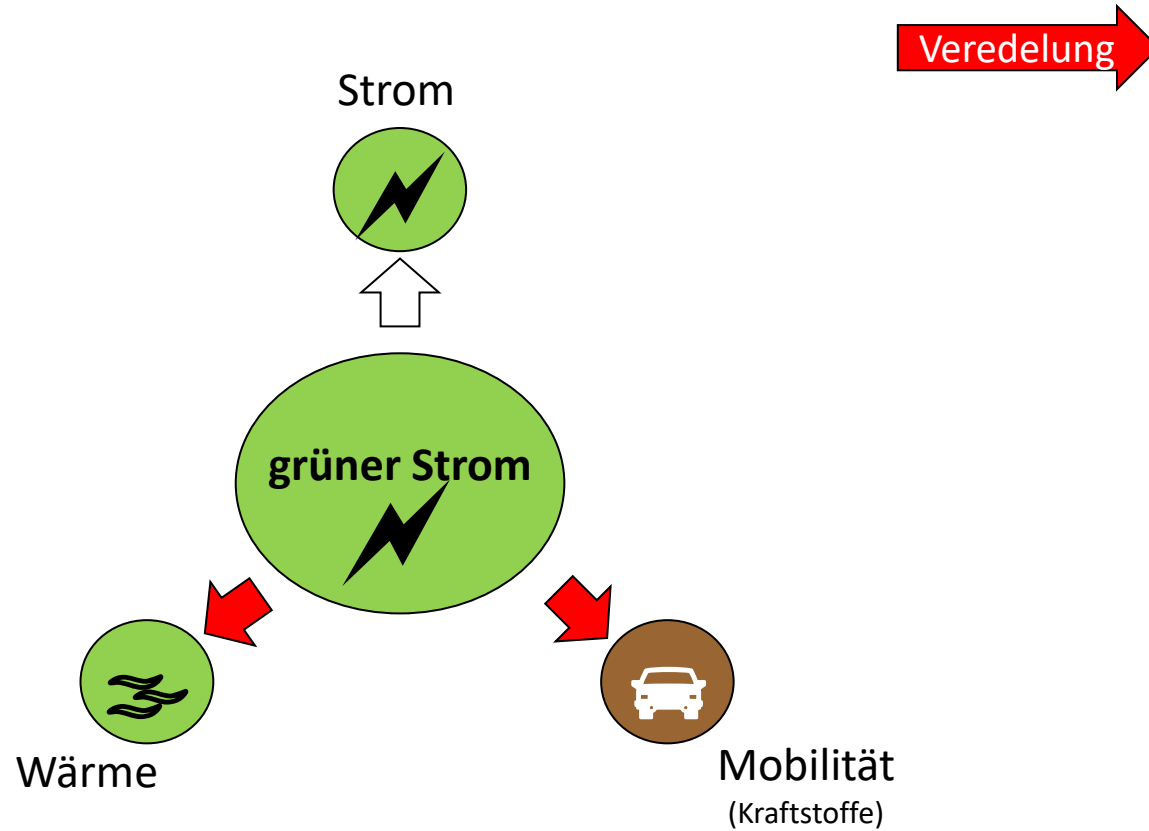 Veredelung
Strom
grüner Strom
Wärme
Mobilität
(Kraftstoffe)